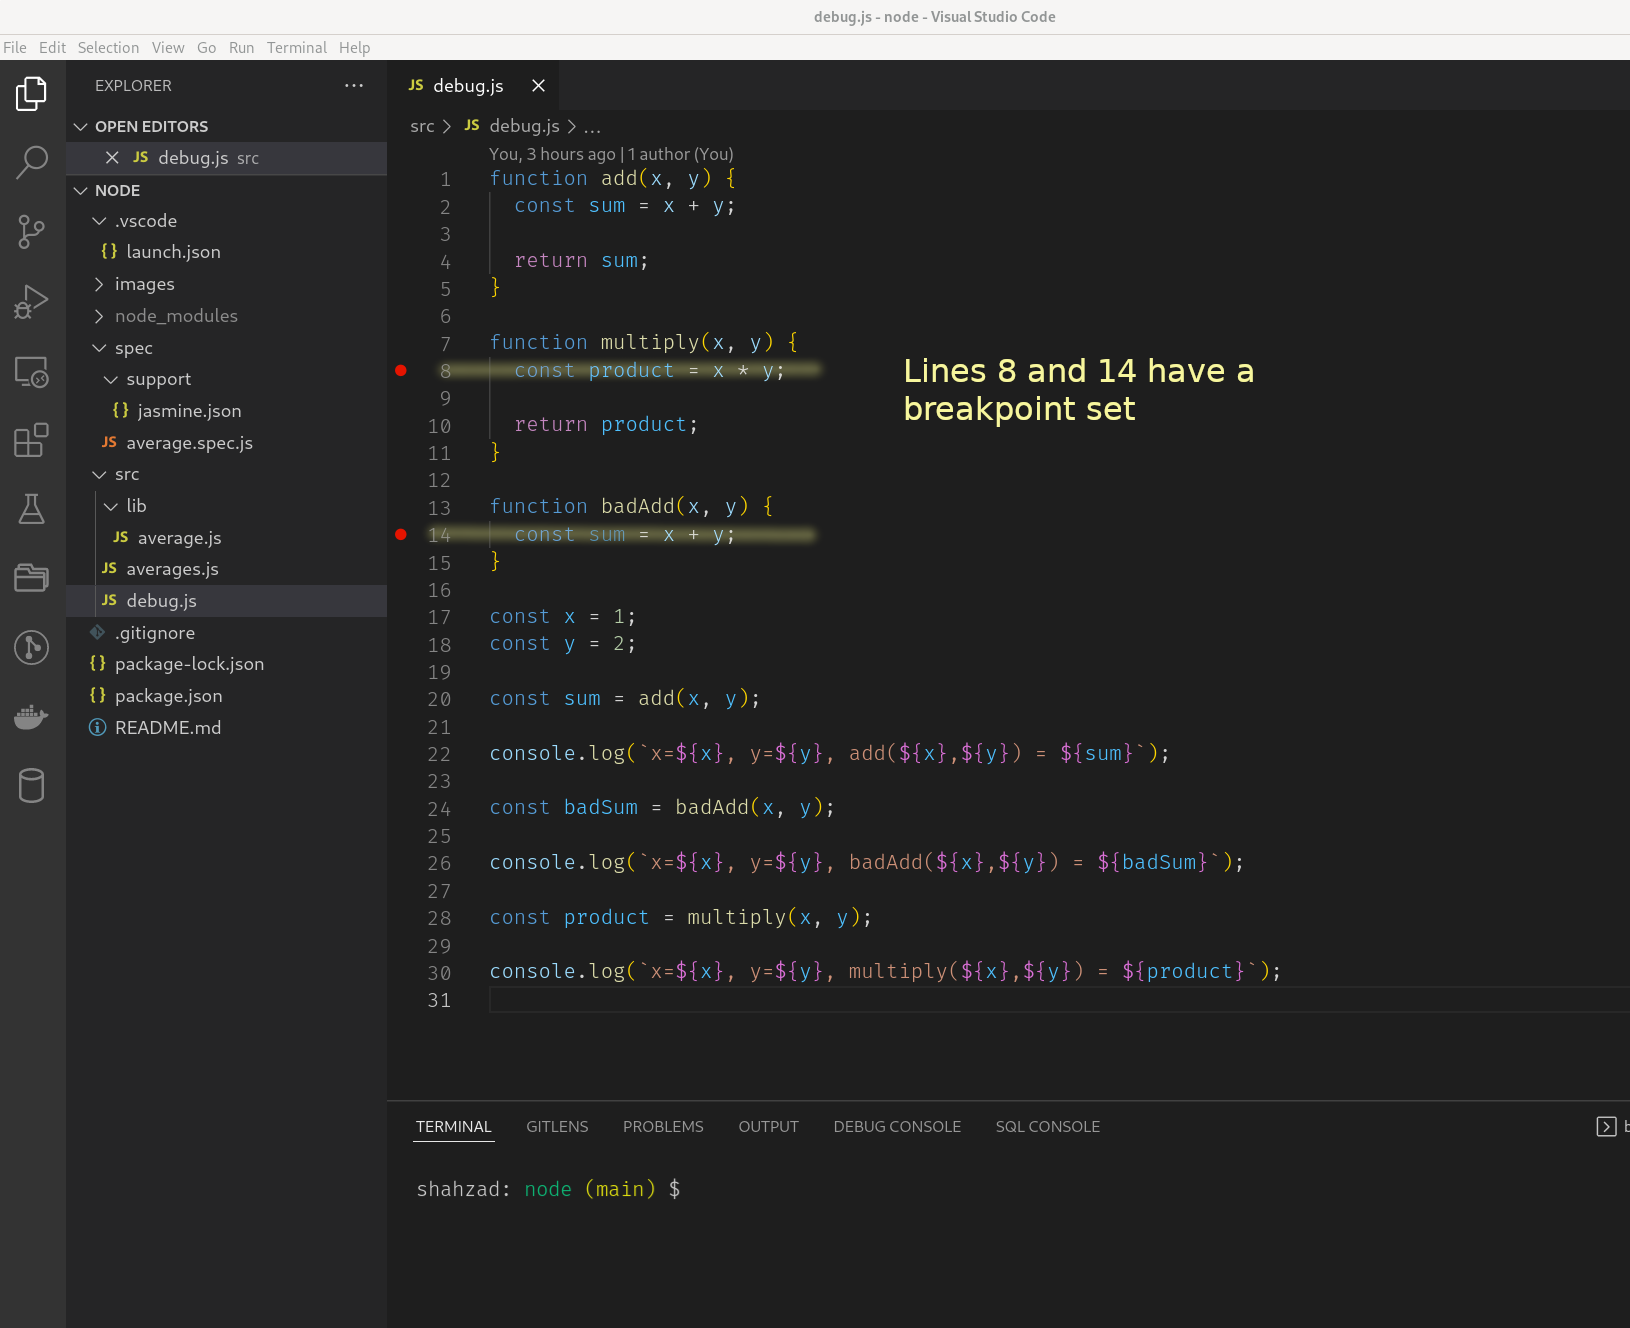 debug.js - node - Visual Studio Code
File Edit Selection View Go Run Terminal Help
EXPLORER ...
OPEN EDITORS
JS debug.js src
NODE
.vscode
{} launch.json
images
node_modules
spec
support
{} jasmine.json
JS average.spec.js
src
lib
JS average.js
JS averages.js
JS debug.js
.gitignore
{} package-lock.json
{} package.json
README.md
JS debug.js
src > JS debug.js > ...
You, 3 hours ago | 1 author (You)
1 function add(x, y) {
2   const sum = x + y;
3
4   return sum;
5 }
6
7 function multiply(x, y) {
8   const product = x * y;
9
10   return product;
11 }
12
13 function badAdd(x, y) {
14   const sum = x + y;
15 }
16
17 const x = 1;
18 const y = 2;
19
20 const sum = add(x, y);
21
22 console.log(`x=${x}, y=${y}, add(${x},${y}) = ${sum}`);
23
24 const badSum = badAdd(x, y);
25
26 console.log(`x=${x}, y=${y}, badAdd(${x},${y}) = ${badSum}`);
27
28 const product = multiply(x, y);
29
30 console.log(`x=${x}, y=${y}, multiply(${x},${y}) = ${product}`);
31
Lines 8 and 14 have a
breakpoint set
TERMINAL GITLENS PROBLEMS OUTPUT DEBUG CONSOLE SQL CONSOLE
shahzad: node (main) $